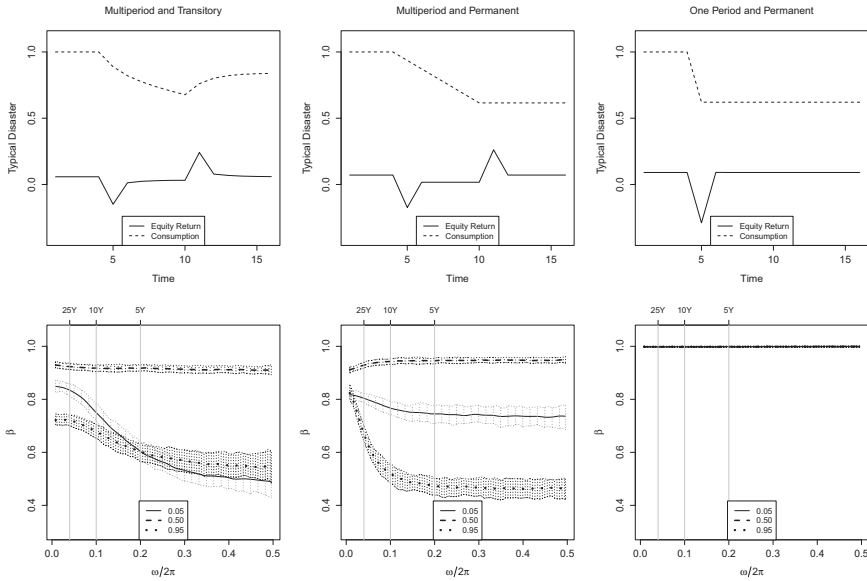 Multiperiod and Transitory
Typical Disaster
0.0 0.5 1.0
Equity Return
Consumption
5 10 15
Time
Multiperiod and Permanent
Typical Disaster
0.0 0.5 1.0
Equity Return
Consumption
5 10 15
Time
One Period and Permanent
Typical Disaster
0.0 0.5 1.0
Equity Return
Consumption
5 10 15
Time
25Y 10Y 5Y
β
0.4 0.6 0.8 1.0
0.05
0.50
0.95
0.0 0.1 0.2 0.3 0.4 0.5
ω/2π
25Y 10Y 5Y
β
0.4 0.6 0.8 1.0
0.05
0.50
0.95
0.0 0.1 0.2 0.3 0.4 0.5
ω/2π
25Y 10Y 5Y
β
0.4 0.6 0.8 1.0
0.05
0.50
0.95
0.0 0.1 0.2 0.3 0.4 0.5
ω/2π